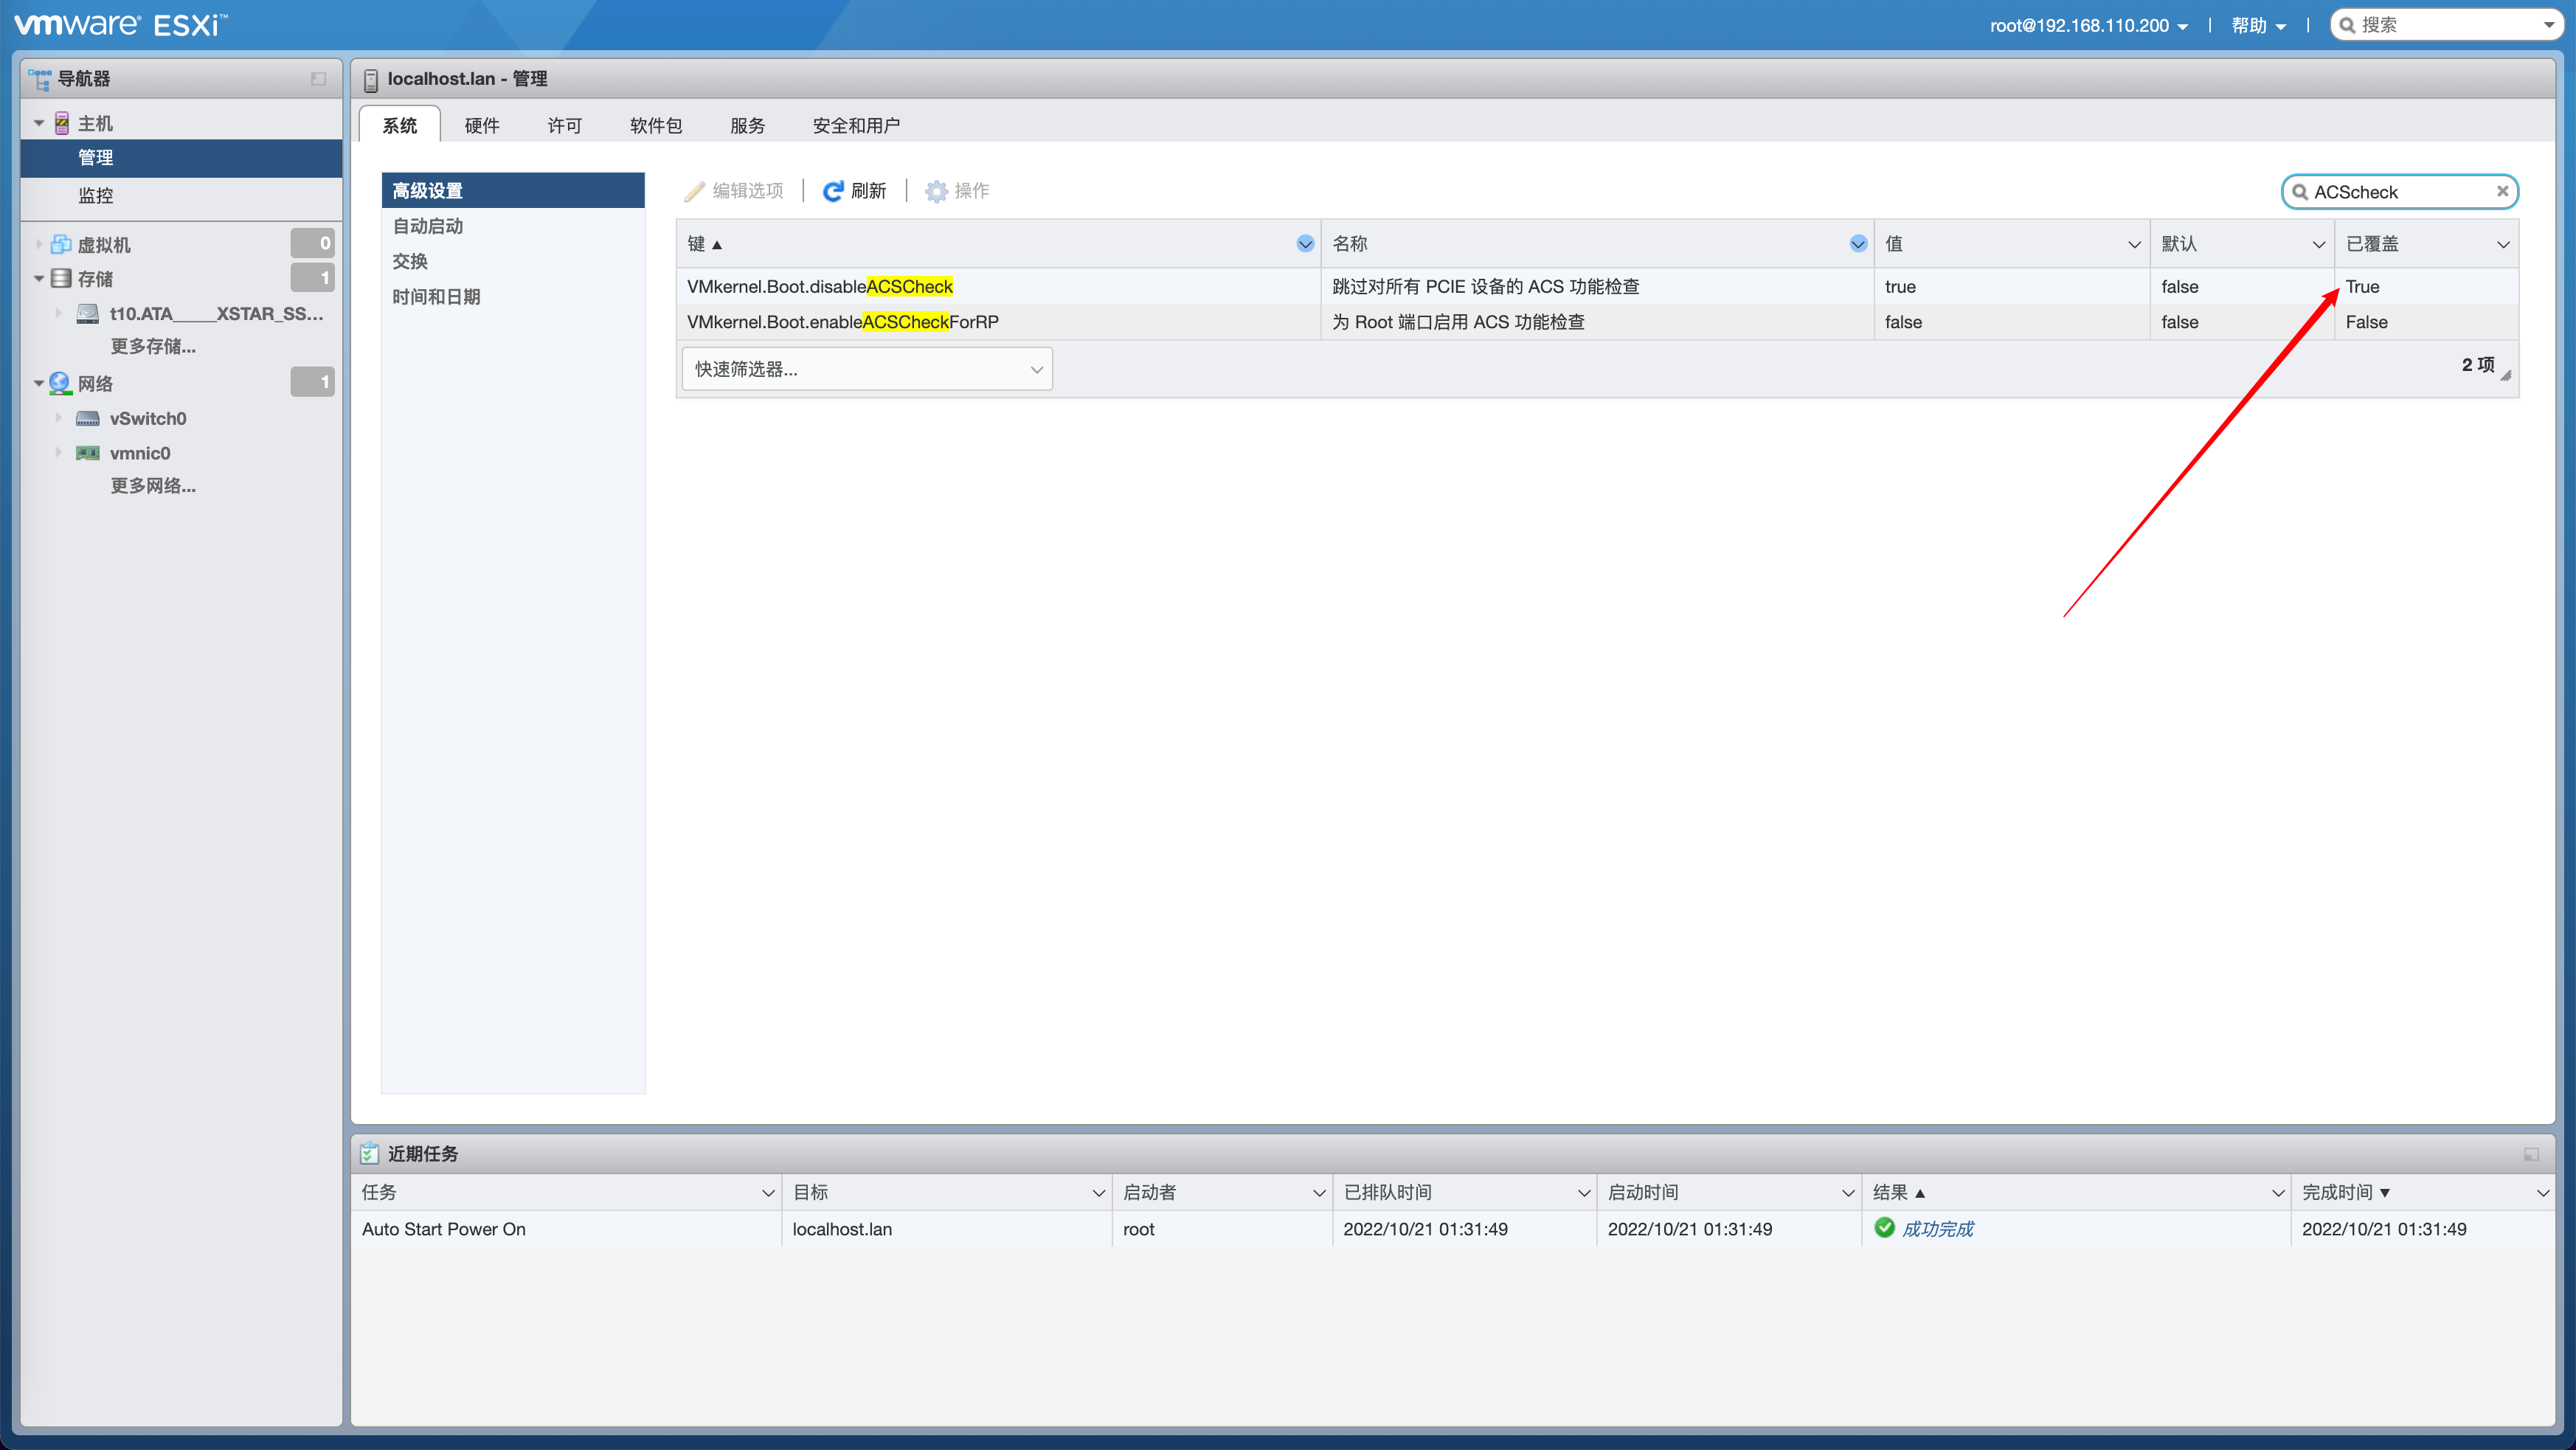 vmware® ESXi™
root@192.168.110.200 | 帮助 | 搜索
导航器
主机
管理
监控
虚拟机 0
存储 1
t10.ATA_____XSTAR_SS...
更多存储...
网络 1
vSwitch0
vmnic0
更多网络...
localhost.lan - 管理
系统 硬件 许可 软件包 服务 安全和用户
高级设置
自动启动
交换
时间和日期
编辑选项 | 刷新 | 操作
ACScheck
键 ▲ 名称 值 默认 已覆盖
VMkernel.Boot.disableACSCheck 跳过对所有 PCIE 设备的 ACS 功能检查 true false True
VMkernel.Boot.enableACSCheckForRP 为 Root 端口启用 ACS 功能检查 false false False
快速筛选器... 2 项
近期任务
任务 目标 启动者 已排队时间 启动时间 结果 ▲ 完成时间 ▼
Auto Start Power On localhost.lan root 2022/10/21 01:31:49 2022/10/21 01:31:49 成功完成 2022/10/21 01:31:49